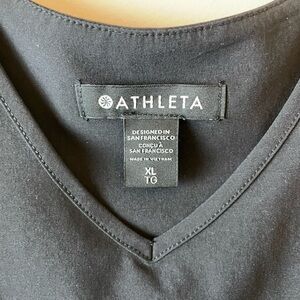 ATHLETA
DESIGNED IN
SAN FRANCISCO
CONÇU À
SAN FRANCISCO
MADE IN VIETNAM
XL
TG